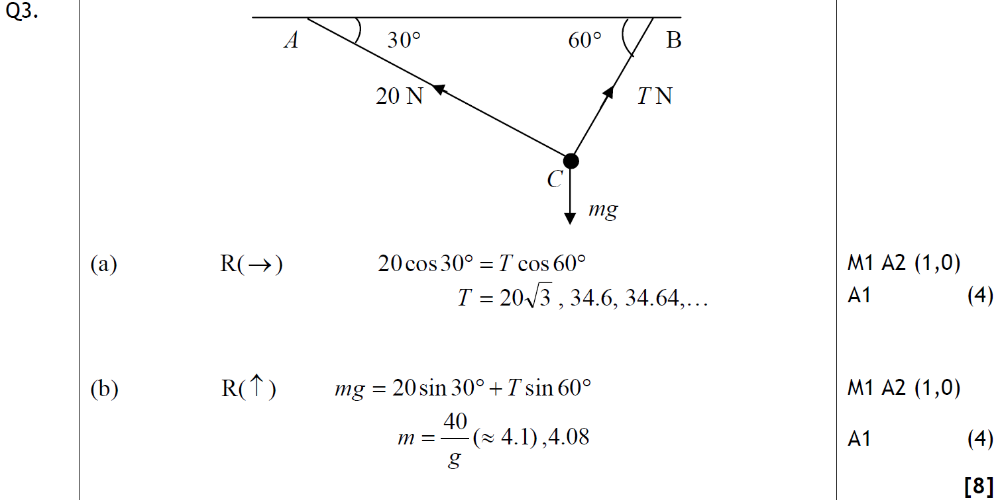 Q3.
A 30° 60° B
20 N T N
C
mg
(a) R(→) 20 cos 30° = T cos 60° M1 A2 (1,0)
T = 20√3 , 34.6, 34.64,… A1 (4)
(b) R(↑) mg = 20 sin 30° + T sin 60° M1 A2 (1,0)
m = 40/g (≈ 4.1) ,4.08 A1 (4)
[8]